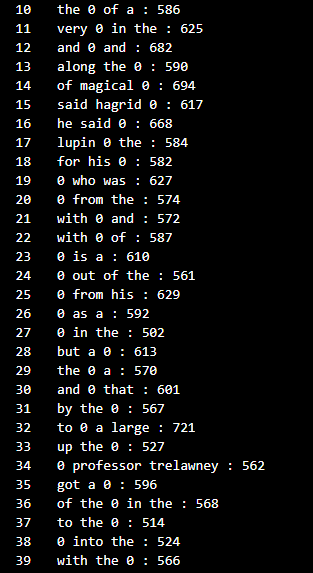 10 the 0 of a : 586
11 very 0 in the : 625
12 and 0 and : 682
13 along the 0 : 590
14 of magical 0 : 694
15 said hagrid 0 : 617
16 he said 0 : 668
17 lupin 0 the : 584
18 for his 0 : 582
19 0 who was : 627
20 0 from the : 574
21 with 0 and : 572
22 with 0 of : 587
23 0 is a : 610
24 0 out of the : 561
25 0 from his : 629
26 0 as a : 592
27 0 in the : 502
28 but a 0 : 613
29 the 0 a : 570
30 and 0 that : 601
31 by the 0 : 567
32 to 0 a large : 721
33 up the 0 : 527
34 0 professor trelawney : 562
35 got a 0 : 596
36 of the 0 in the : 568
37 to the 0 : 514
38 0 into the : 524
39 with the 0 : 566